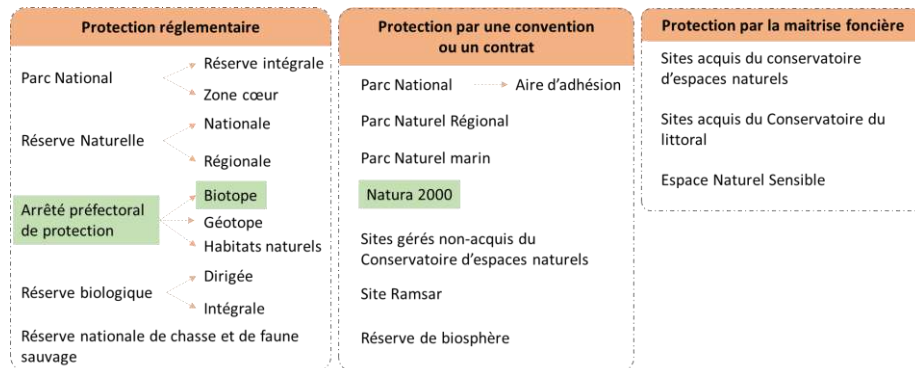 Protection réglementaire
Parc National
Réserve intégrale
Zone cœur
Réserve Naturelle
Nationale
Régionale
Arrêté préfectoral
de protection
Biotope
Géotope
Habitats naturels
Réserve biologique
Dirigée
Intégrale
Réserve nationale de chasse et de faune
sauvage
Protection par une convention
ou un contrat
Parc National
Aire d'adhésion
Parc Naturel Régional
Parc Naturel marin
Natura 2000
Sites gérés non-acquis du
Conservatoire d'espaces naturels
Site Ramsar
Réserve de biosphère
Protection par la maitrise foncière
Sites acquis du conservatoire
d'espaces naturels
Sites acquis du Conservatoire du
littoral
Espace Naturel Sensible